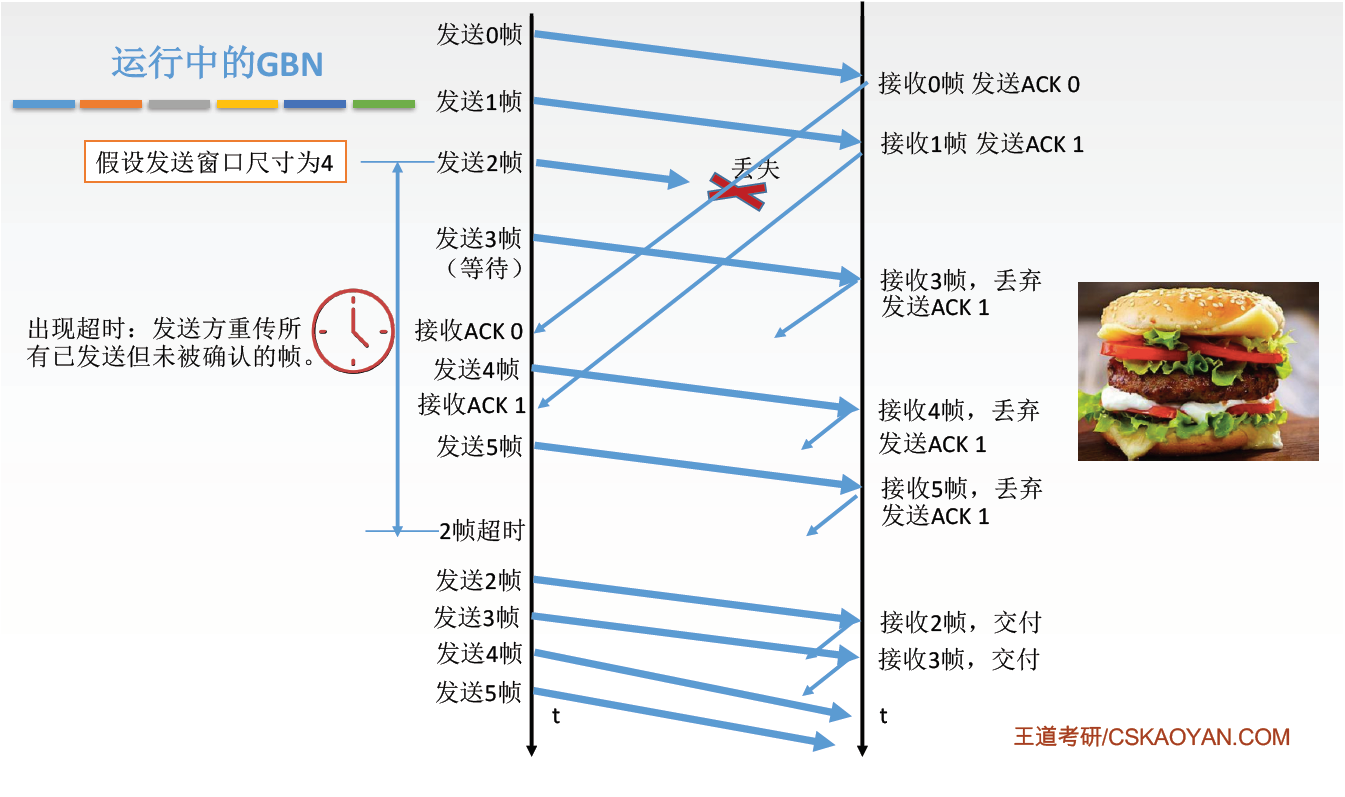 运行中的GBN
假设发送窗口尺寸为4
出现超时：发送方重传所
有已发送但未被确认的帧。
发送0帧
发送1帧
发送2帧
发送3帧
（等待）
接收ACK 0
发送4帧
接收ACK 1
发送5帧
2帧超时
发送2帧
发送3帧
发送4帧
发送5帧
t
丢失
接收0帧 发送ACK 0
接收1帧 发送ACK 1
接收3帧，丢弃
发送ACK 1
接收4帧，丢弃
发送ACK 1
接收5帧，丢弃
发送ACK 1
接收2帧，交付
接收3帧，交付
t
王道考研/CSKAOYAN.COM